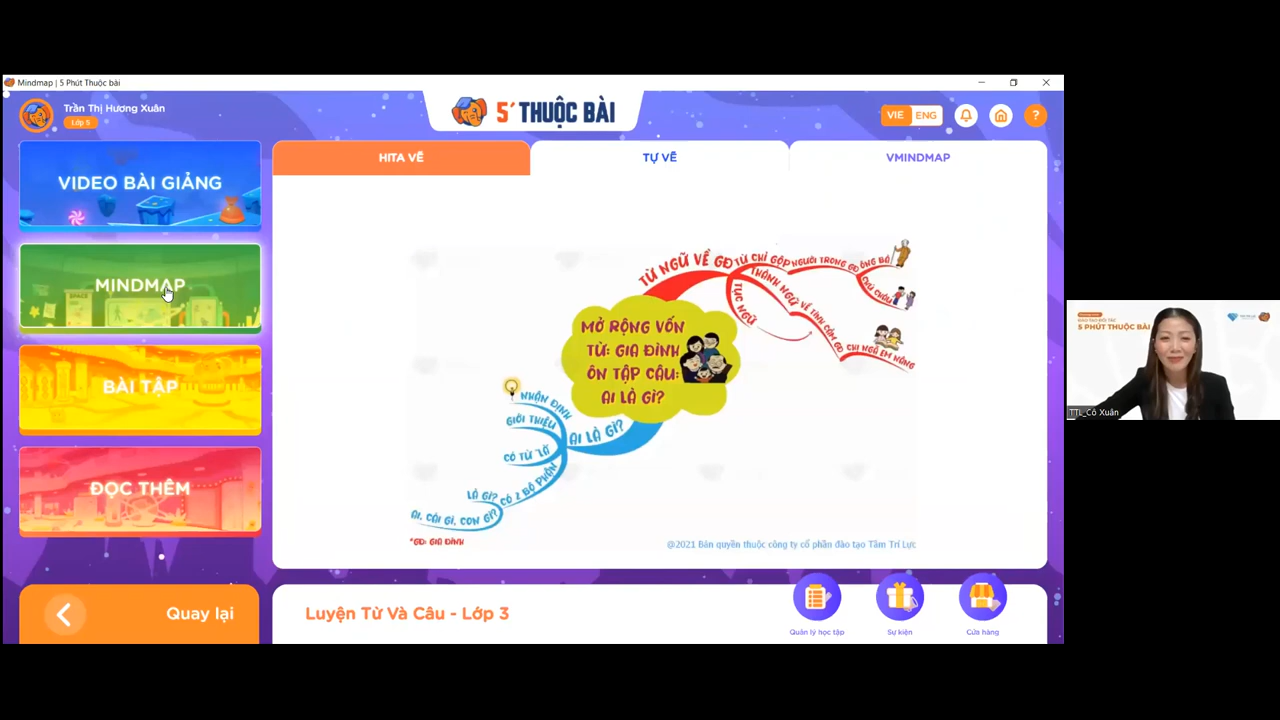 Mindmap | 5 Phút Thuộc bài
Trần Thị Hương Xuân
Lớp 5
5' THUỘC BÀI
VIE ENG
?
VIDEO BÀI GIẢNG
MINDMAP
BÀI TẬP
ĐỌC THÊM
HITA VẼ
TỰ VẼ
VMINDMAP
TỪ NGỮ VỀ GĐ
TỪ CHỈ GỘP NGƯỜI TRONG GĐ
ÔNG BÀ
CHÚ CHÁU
THÀNH NGỮ VỀ TÌNH CẢM GĐ
TỤC NGỮ
CHỊ NGÃ EM NÂNG
MỞ RỘNG VỐN
TỪ: GIA ĐÌNH
ÔN TẬP CÂU:
AI LÀ GÌ?
AI LÀ GÌ?
NHẬN ĐỊNH
GIỚI THIỆU
CÓ TỪ "LÀ"
CÓ 2 BỘ PHẬN
LÀ GÌ?
AI, CÁI GÌ, CON GÌ?
*GĐ: GIA ĐÌNH
@2021 Bản quyền thuộc công ty cổ phần đào tạo Tâm Trí Lực
Quay lại
Luyện Từ Và Câu - Lớp 3
Quản lý học tập
Sự kiện
Cửa hàng
ĐÀO TẠO ĐỐI TÁC
5 PHÚT THUỘC BÀI
TTL_Cô Xuân